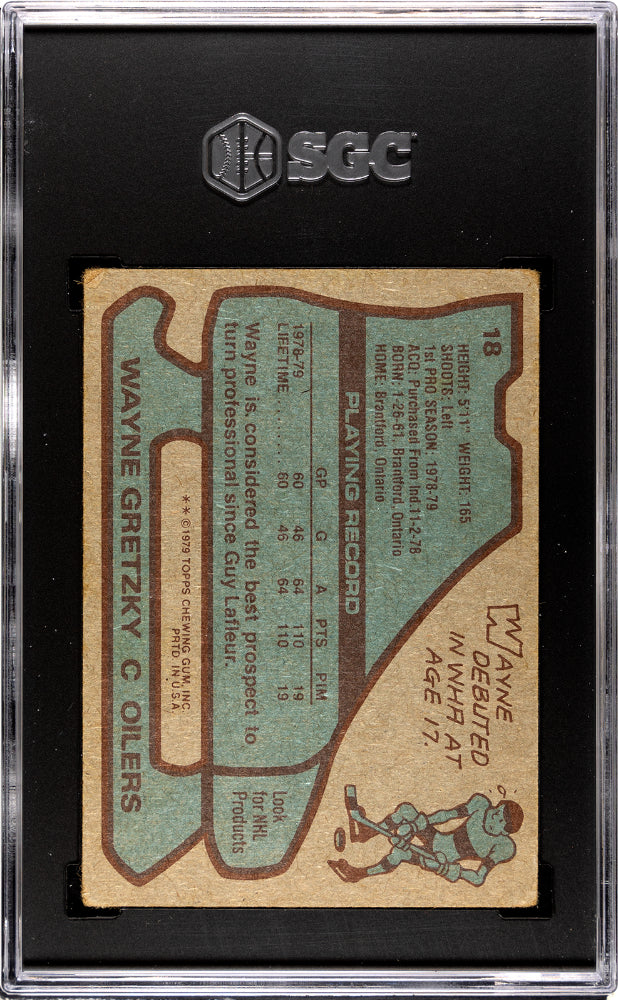 SGC
18
HEIGHT: 5'11" WEIGHT: 165
SHOOTS: Left
1st PRO SEASON: 1978-79
ACQ: Purchased From Ind. 11-2-78
BORN: 1-26-61, Brantford, Ontario
HOME: Brantford, Ontario
WAYNE
DEBUTED
IN WHA AT
AGE 17.
PLAYING RECORD
GP G A PTS PIM
1978-79 60 46 64 110 19
LIFETIME........ 60 46 64 110 19
Wayne is considered the best prospect to
turn professional since Guy Lafleur.
Look
for NHL
Products
** ©1979 TOPPS CHEWING GUM, INC.
PRTD. IN U.S.A.
WAYNE GRETZKY C OILERS